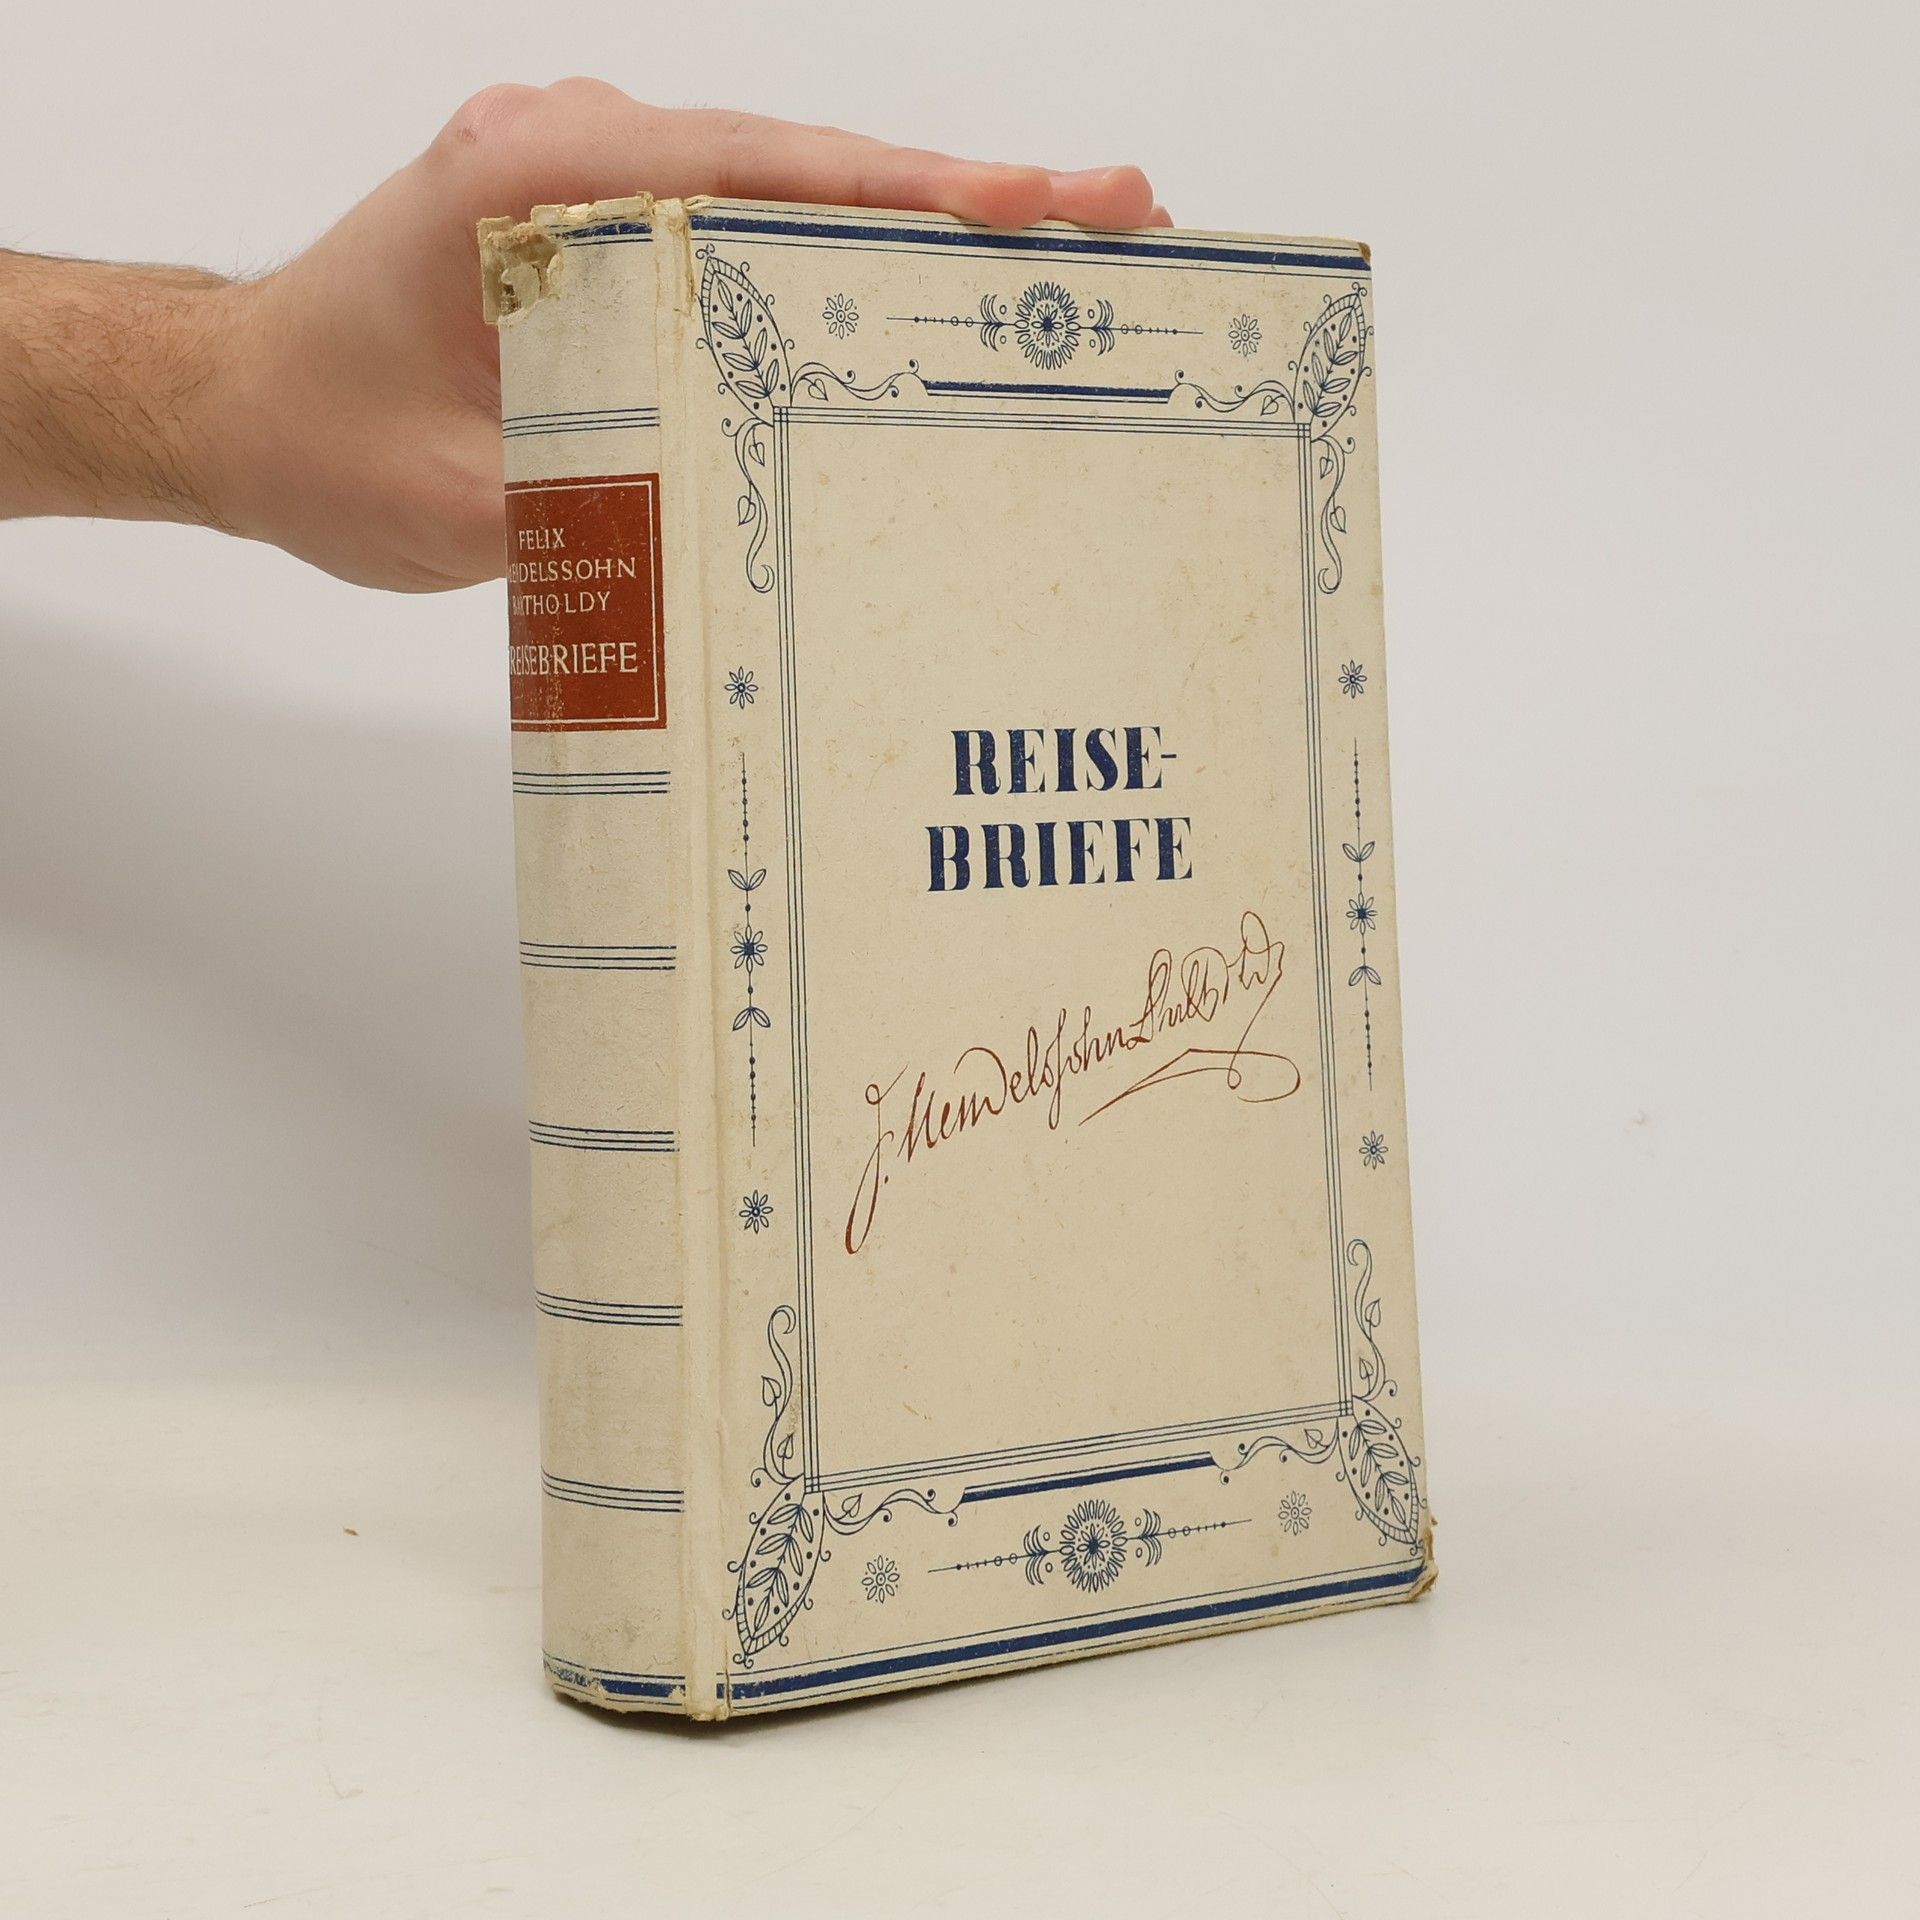 FELIX
MENDELSSOHN
BARTHOLDY
REISEBRIEFE
REISE-
BRIEFE
F. Mendelssohn Bartholdy